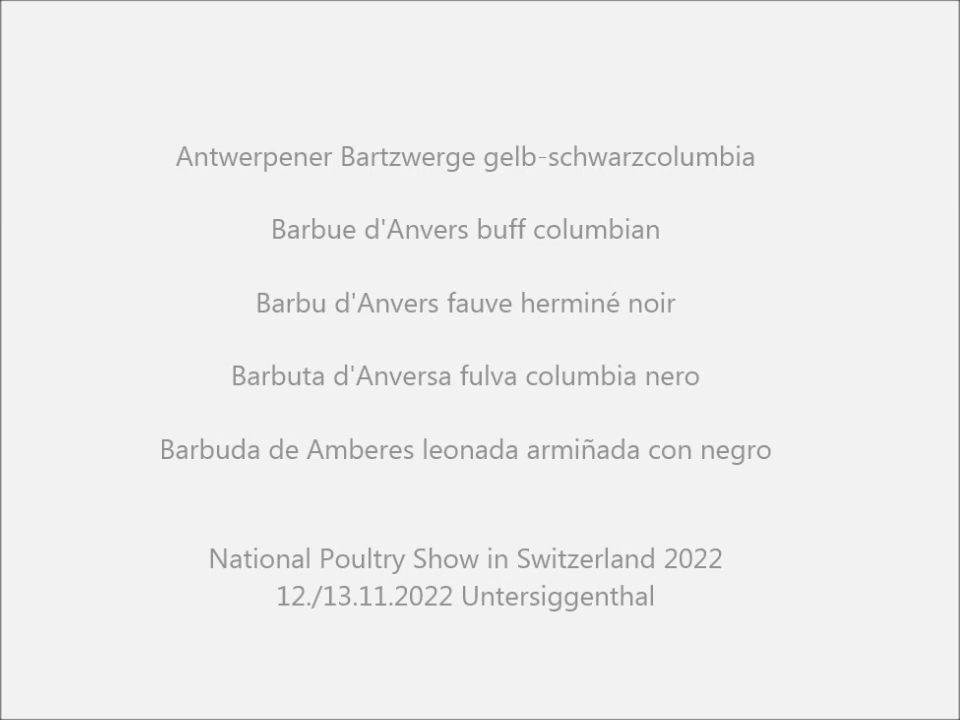 Antwerpener Bartzwerge gelb-schwarzcolumbia
Barbue d'Anvers buff columbian
Barbu d'Anvers fauve herminé noir
Barbuta d'Anversa fulva columbia nero
Barbuda de Amberes leonada armiñada con negro
National Poultry Show in Switzerland 2022
12./13.11.2022 Untersiggenthal